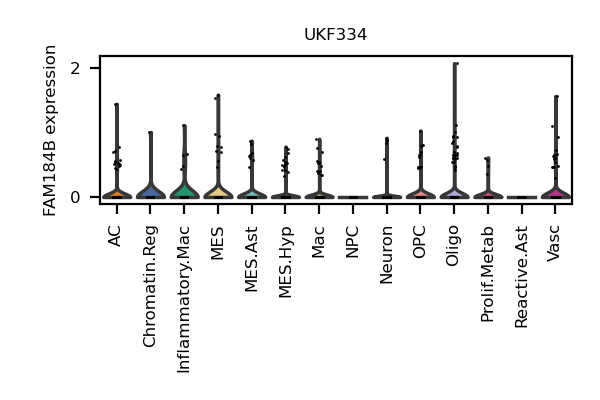 UKF334
FAM184B expression
2
0
AC
Chromatin.Reg
Inflammatory.Mac
MES
MES.Ast
MES.Hyp
Mac
NPC
Neuron
OPC
Oligo
Prolif.Metab
Reactive.Ast
Vasc